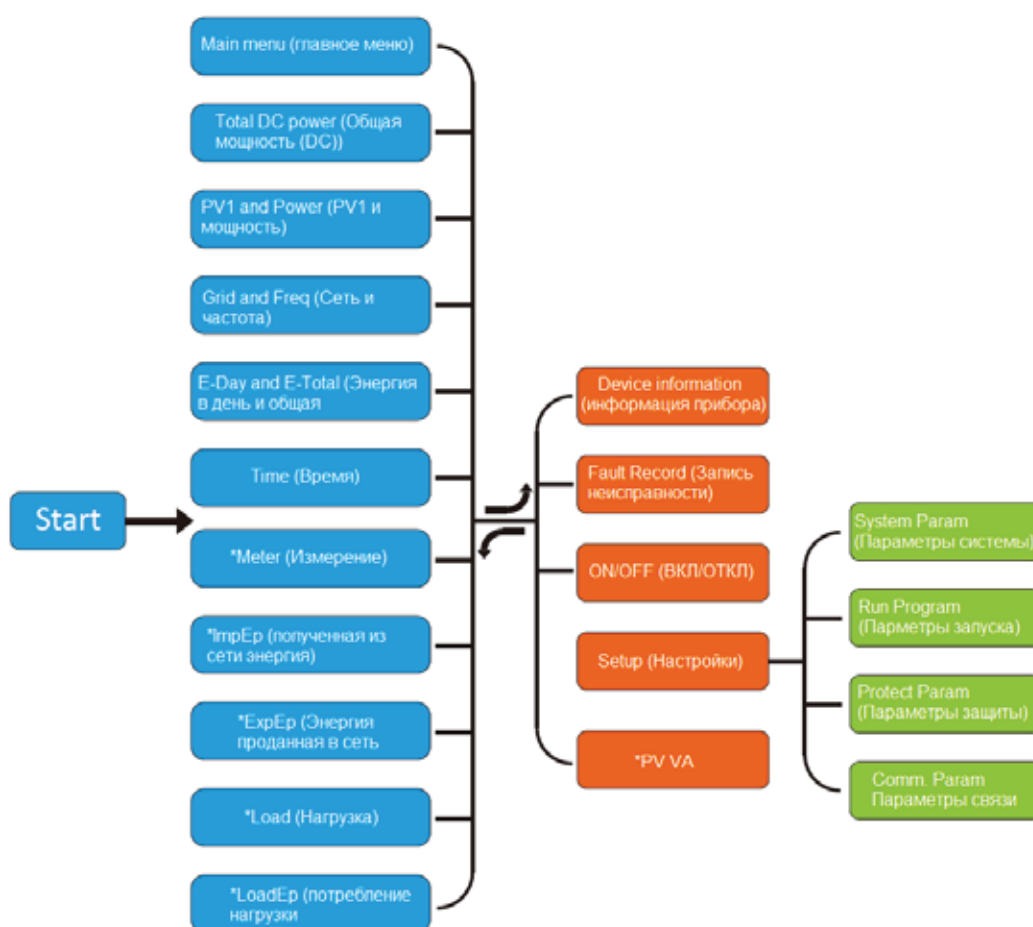 Main menu (главное меню)
Total DC power (Общая
мощность (DC))
PV1 and Power (PV1 и
мощность)
Grid and Freq (Сеть и
частота)
E-Day and E-Total (Энергия
в день и общая
Time (Время)
Start
*Meter (Измерение)
*ImpEp (полученная из
сети энергия)
*ExpEp (Энергия
проданная в сеть
*Load (Нагрузка)
*LoadEp (потребление
нагрузки
Device information
(информация прибора)
Fault Record (Запись
неисправности)
ON/OFF (ВКЛ/ОТКЛ)
Setup (Настройки)
*PV VA
System Param
(Параметры системы)
Run Program
(Парметры запуска)
Protect Param
(Параметры защиты)
Comm. Param
Параметры связи